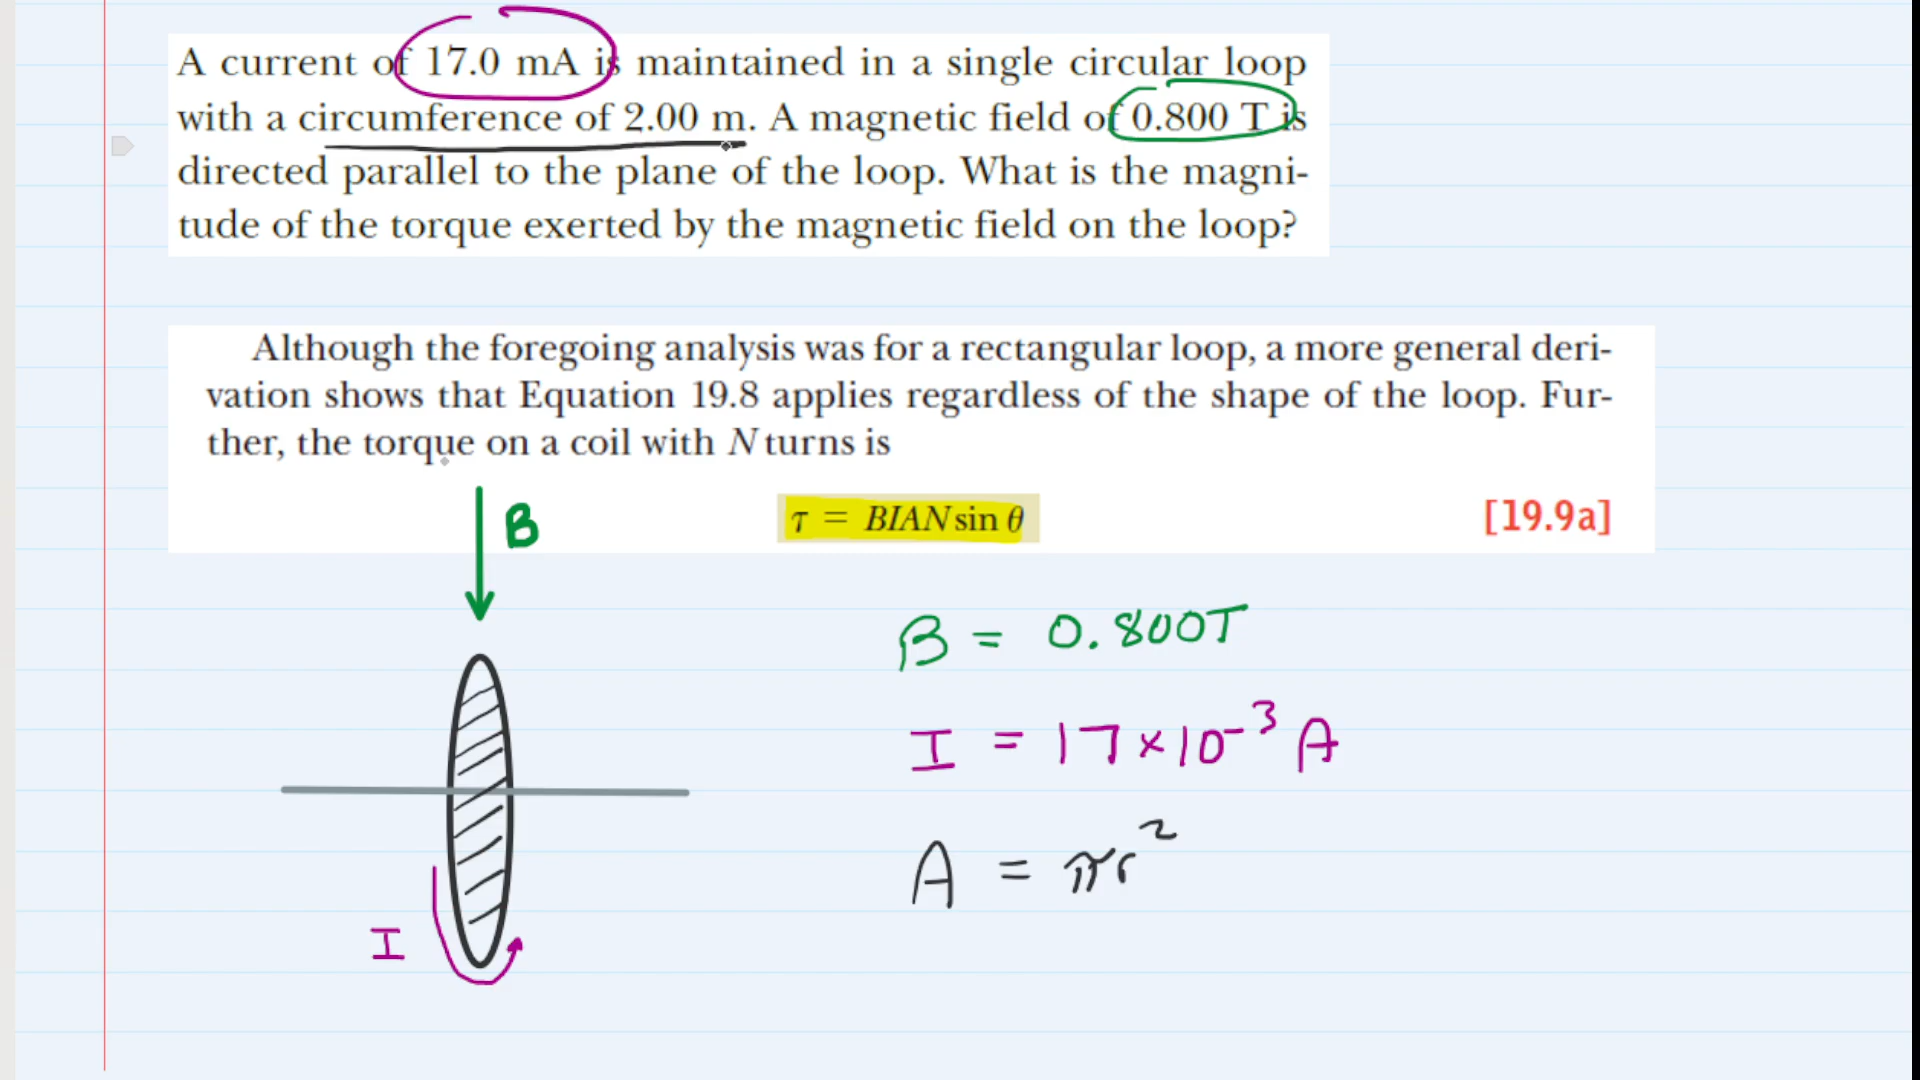 A current of 17.0 mA is maintained in a single circular loop
with a circumference of 2.00 m. A magnetic field of 0.800 T is
directed parallel to the plane of the loop. What is the magni-
tude of the torque exerted by the magnetic field on the loop?
Although the foregoing analysis was for a rectangular loop, a more general deri-
vation shows that Equation 19.8 applies regardless of the shape of the loop. Fur-
ther, the torque on a coil with N turns is
τ = BIAN sin θ [19.9a]
B
B = 0.800T
I = 17×10⁻³ A
A = πr²
I